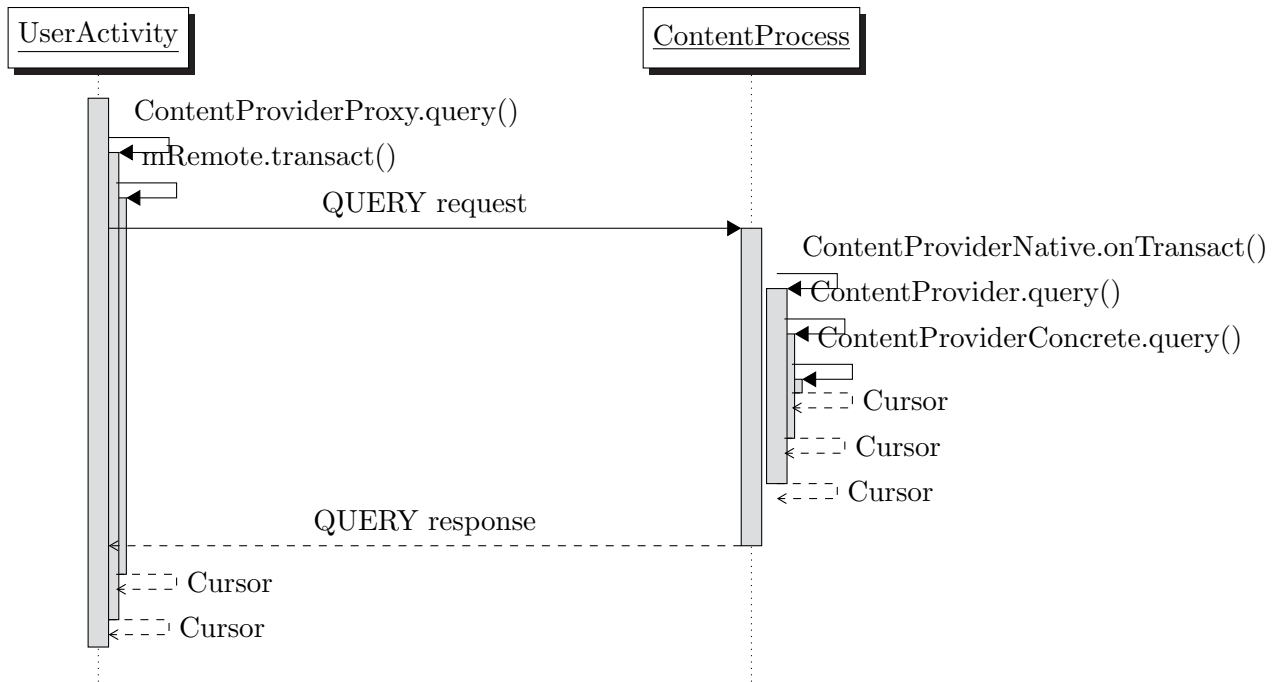 UserActivity
ContentProcess
ContentProviderProxy.query()
mRemote.transact()
QUERY request
ContentProviderNative.onTransact()
ContentProvider.query()
ContentProviderConcrete.query()
Cursor
Cursor
Cursor
QUERY response
Cursor
Cursor